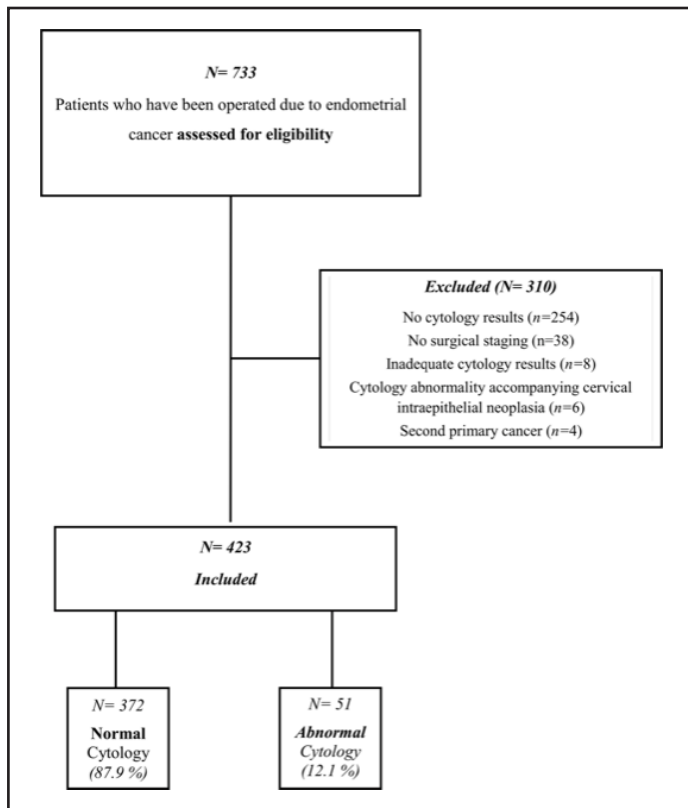 N= 733
Patients who have been operated due to endometrial
cancer assessed for eligibility
Excluded (N= 310)
No cytology results (n=254)
No surgical staging (n=38)
Inadequate cytology results (n=8)
Cytology abnormality accompanying cervical
intraepithelial neoplasia (n=6)
Second primary cancer (n=4)
N= 423
Included
N= 372
Normal
Cytology
(87.9 %)
N= 51
Abnormal
Cytology
(12.1 %)